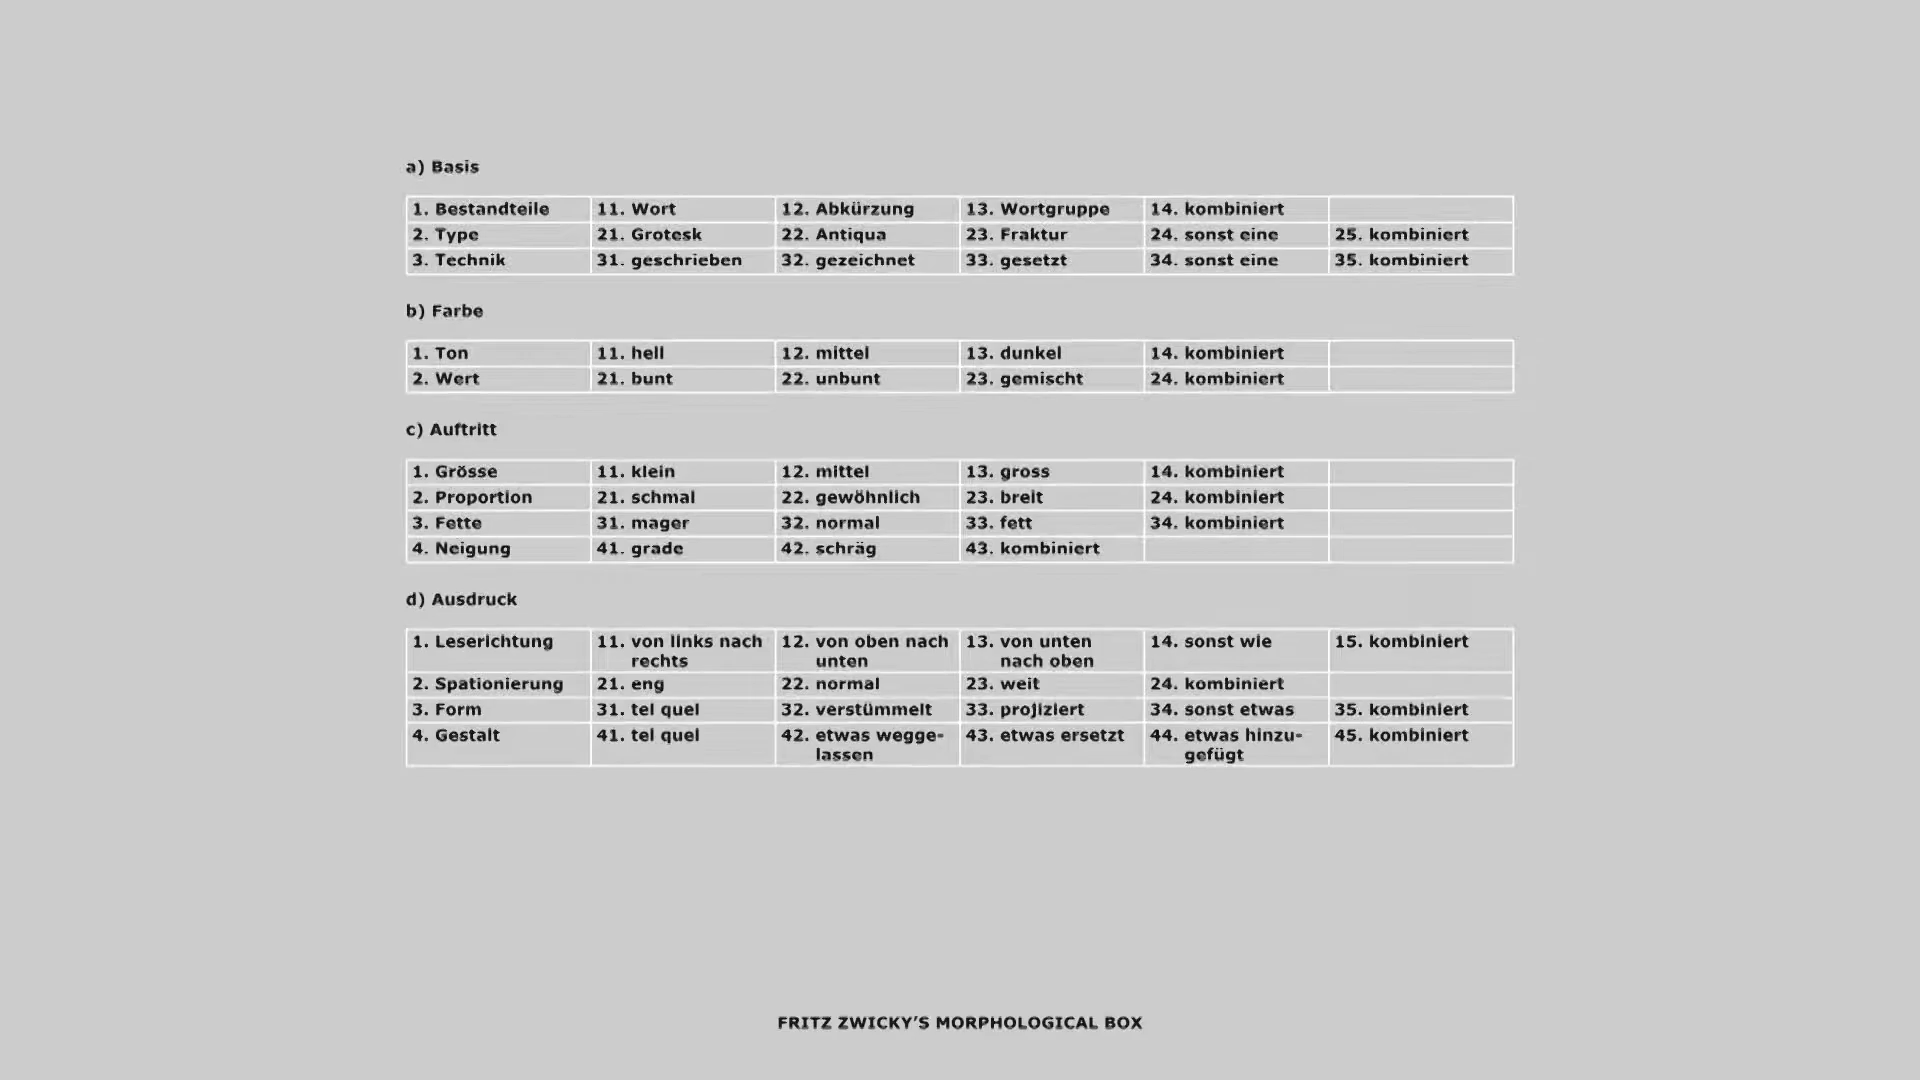 a) Basis
1. Bestandteile 11. Wort 12. Abkürzung 13. Wortgruppe 14. kombiniert
2. Type 21. Grotesk 22. Antiqua 23. Fraktur 24. sonst eine 25. kombiniert
3. Technik 31. geschrieben 32. gezeichnet 33. gesetzt 34. sonst eine 35. kombiniert
b) Farbe
1. Ton 11. hell 12. mittel 13. dunkel 14. kombiniert
2. Wert 21. bunt 22. unbunt 23. gemischt 24. kombiniert
c) Auftritt
1. Grösse 11. klein 12. mittel 13. gross 14. kombiniert
2. Proportion 21. schmal 22. gewöhnlich 23. breit 24. kombiniert
3. Fette 31. mager 32. normal 33. fett 34. kombiniert
4. Neigung 41. grade 42. schräg 43. kombiniert
d) Ausdruck
1. Leserichtung 11. von links nach rechts 12. von oben nach unten 13. von unten nach oben 14. sonst wie 15. kombiniert
2. Spationierung 21. eng 22. normal 23. weit 24. kombiniert
3. Form 31. tel quel 32. verstümmelt 33. projiziert 34. sonst etwas 35. kombiniert
4. Gestalt 41. tel quel 42. etwas wegge-lassen 43. etwas ersetzt 44. etwas hinzu-gefügt 45. kombiniert
FRITZ ZWICKY'S MORPHOLOGICAL BOX